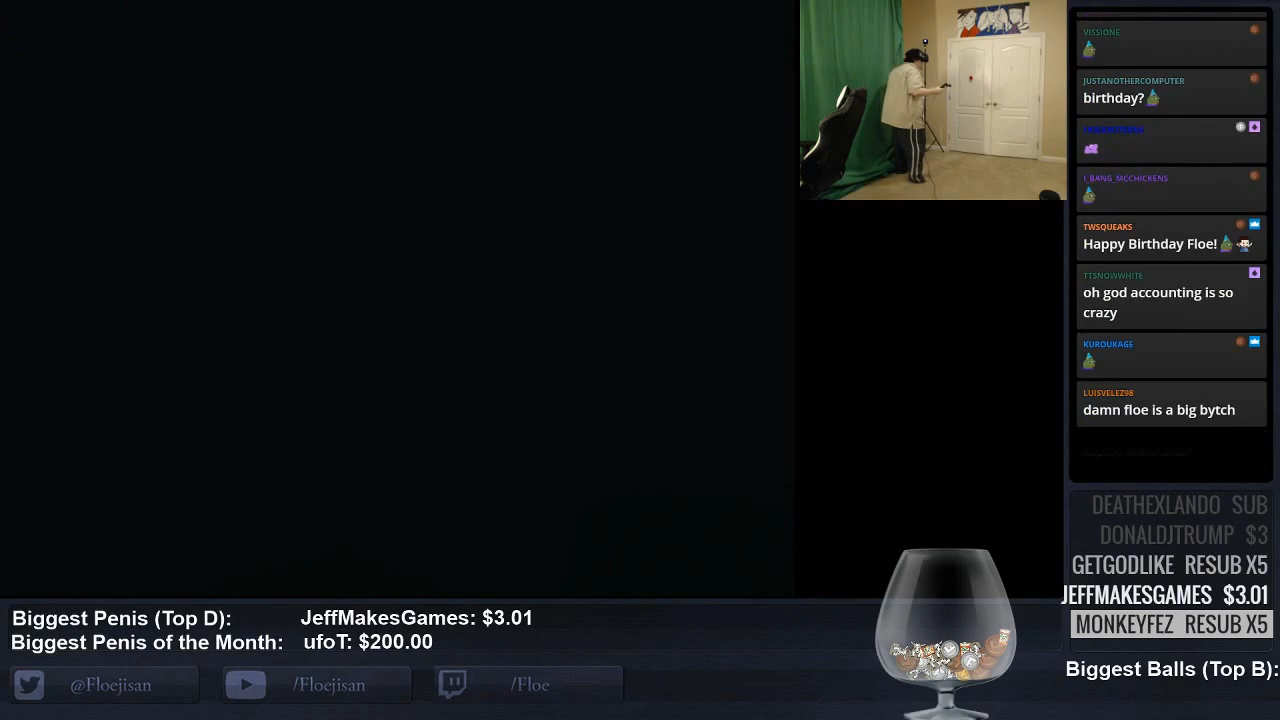 VISSIONE
JUSTANOTHERCOMPUTER
birthday?
I_BANG_MCCHICKENS
TWSQUEAKS
Happy Birthday Floe!
TTSNOWWHITE
oh god accounting is so
crazy
KUROUKAGE
LUISVELEZ98
damn floe is a big bytch
DEATHEXLANDO SUB
DONALDJTRUMP $3
GETGODLIKE RESUB X5
JEFFMAKESGAMES $3.01
MONKEYFEZ RESUB X5
Biggest Penis (Top D): JeffMakesGames: $3.01
Biggest Penis of the Month: ufoT: $200.00
Biggest Balls (Top B):
@Floejisan
/Floejisan
/Floe